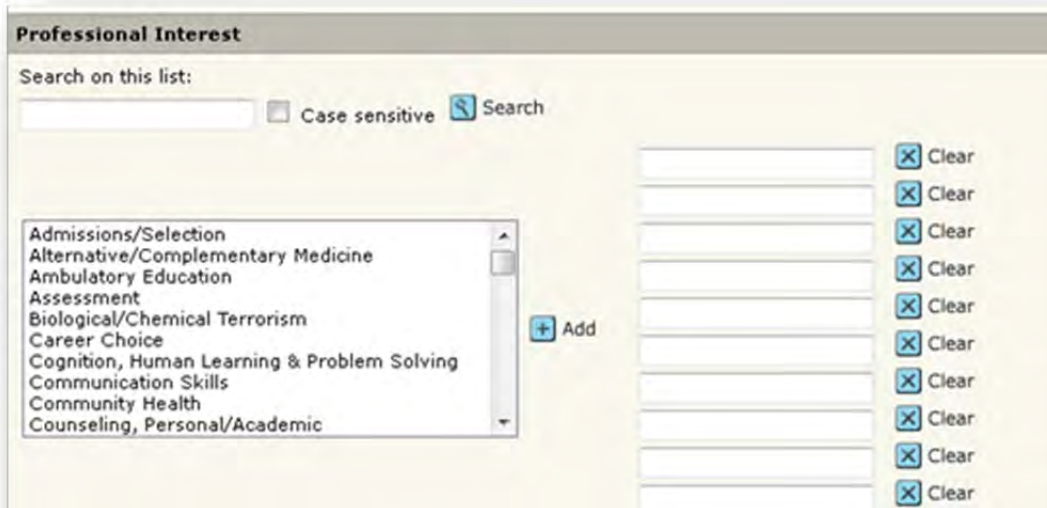 Professional Interest
Search on this list:
Case sensitive Search
Clear
Clear
Clear
Clear
Clear
Clear
Clear
Clear
Clear
Clear
Admissions/Selection
Alternative/Complementary Medicine
Ambulatory Education
Assessment
Biological/Chemical Terrorism
Career Choice
Cognition, Human Learning & Problem Solving
Communication Skills
Community Health
Counseling, Personal/Academic
Add